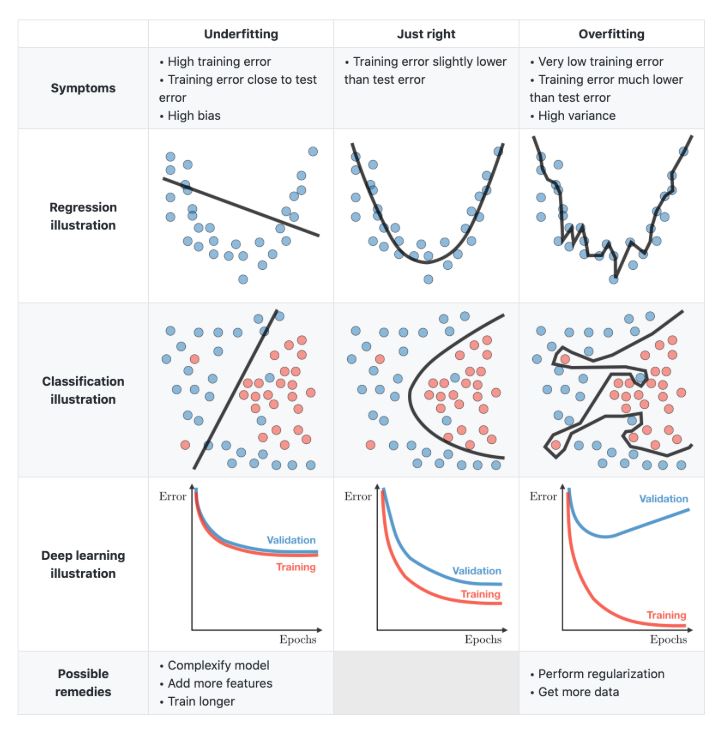 Underfitting
Just right
Overfitting
Symptoms
• High training error
• Training error close to test
error
• High bias
• Training error slightly lower
than test error
• Very low training error
• Training error much lower
than test error
• High variance
Regression
illustration
Classification
illustration
Deep learning
illustration
Error
Validation
Training
Epochs
Error
Validation
Training
Epochs
Error
Validation
Training
Epochs
Possible
remedies
• Complexify model
• Add more features
• Train longer
• Perform regularization
• Get more data